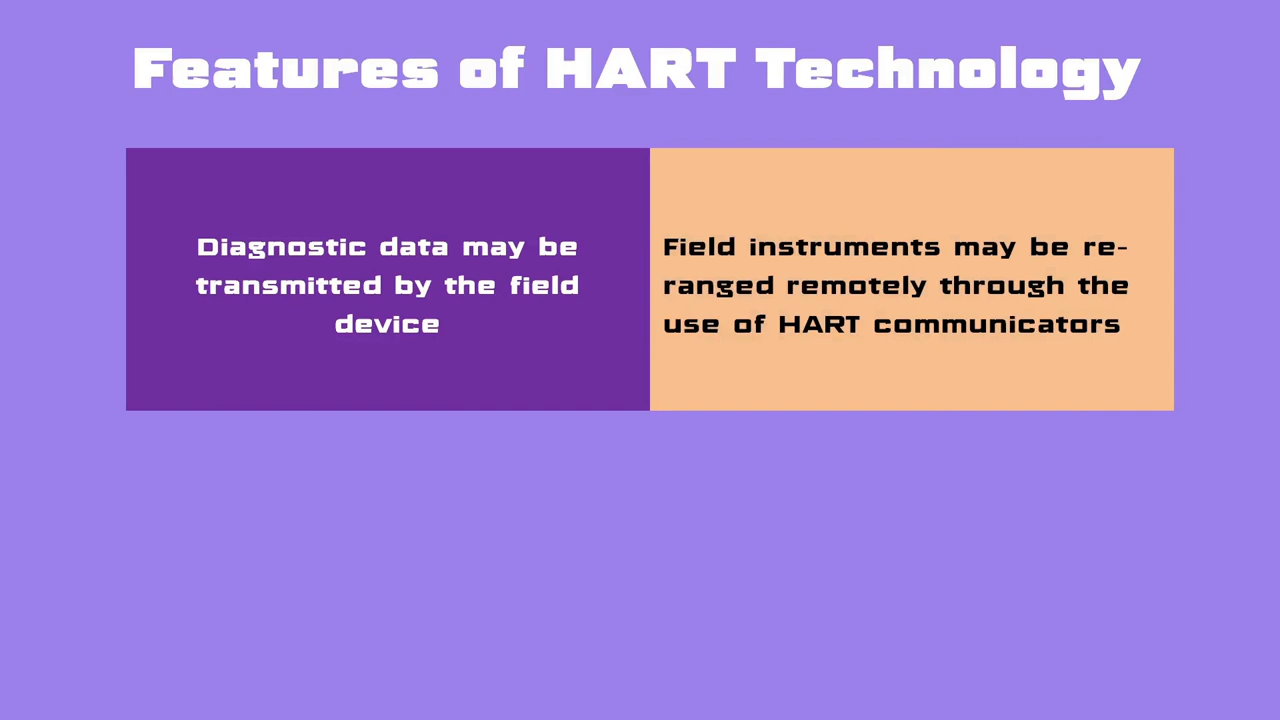 Features of HART Technology
Diagnostic data may be
transmitted by the field
device
Field instruments may be re-
ranged remotely through the
use of HART communicators